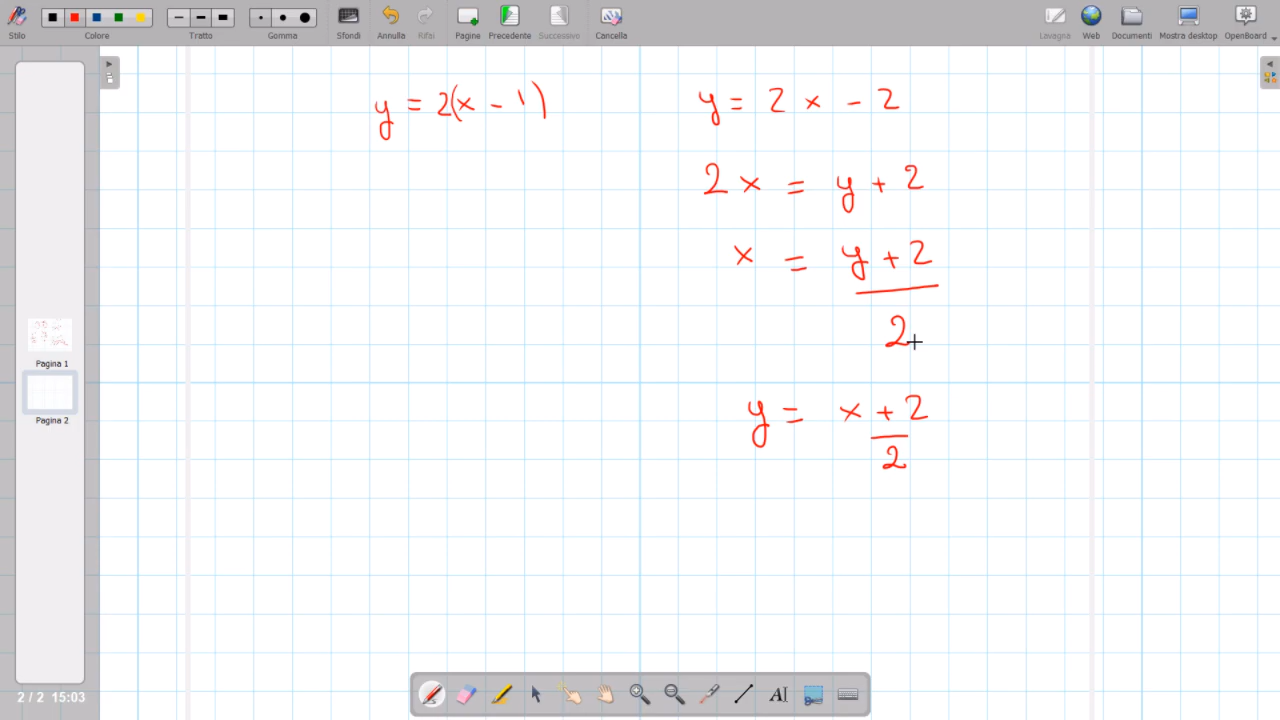 Stilo Colore Tratto Gomma Sfondi Annulla Rifai Pagine Precedente Successivo Cancella Lavagna Web Documenti Mostra desktop OpenBoard
y = 2(x - 1) y = 2x - 2
2x = y + 2
x = y + 2
2
y = x + 2
2
Pagina 1
Pagina 2
2 / 2 15:03
AI